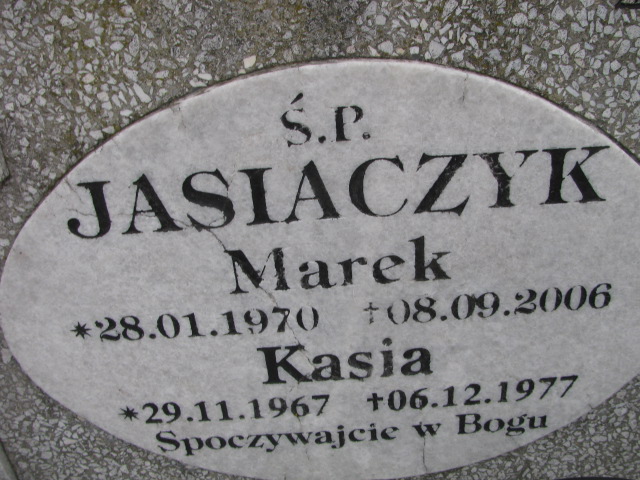 Ś.P.
JASIACZYK
Marek
*28.01.1970 †08.09.2006
Kasia
*29.11.1967 †06.12.1977
Spoczywajcie w Bogu